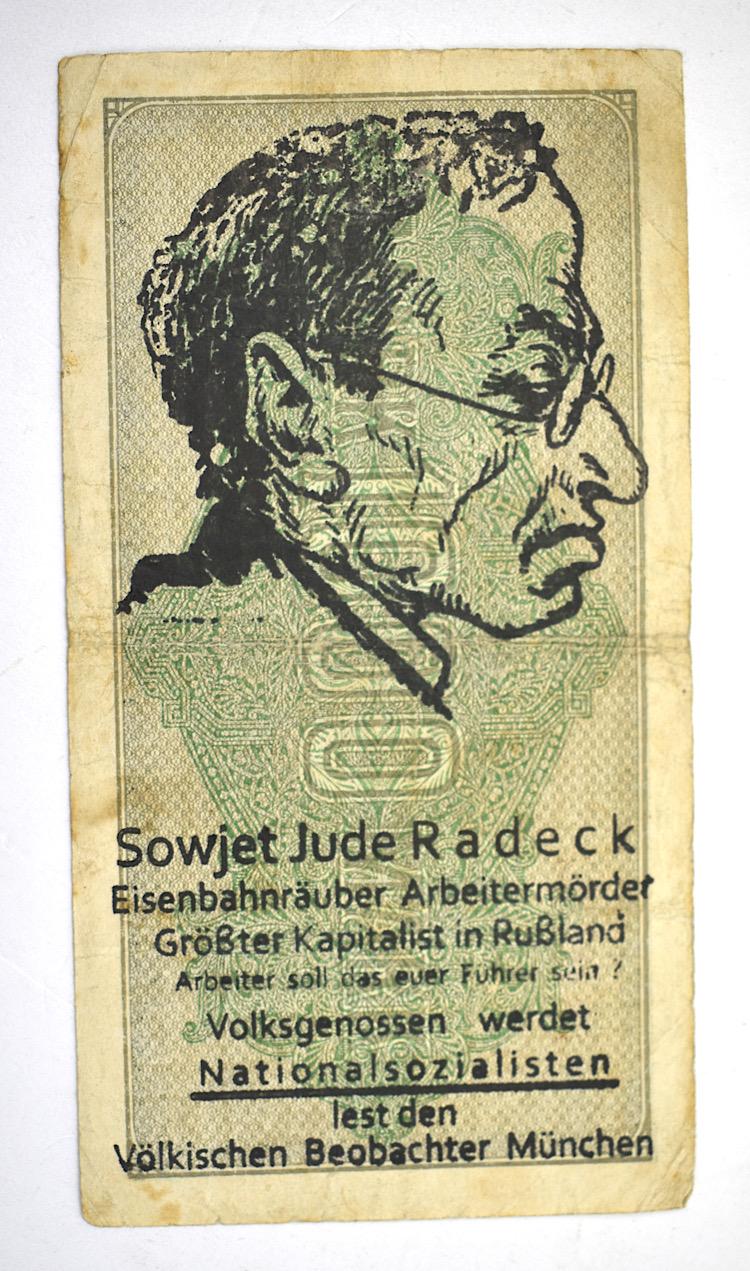 Sowjet Jude Radeck
Eisenbahnräuber Arbeitermörder
Größter Kapitalist in Rußland
Arbeiter soll das euer Führer sein ?
Volksgenossen werdet
Nationalsozialisten
lest den
Völkischen Beobachter München